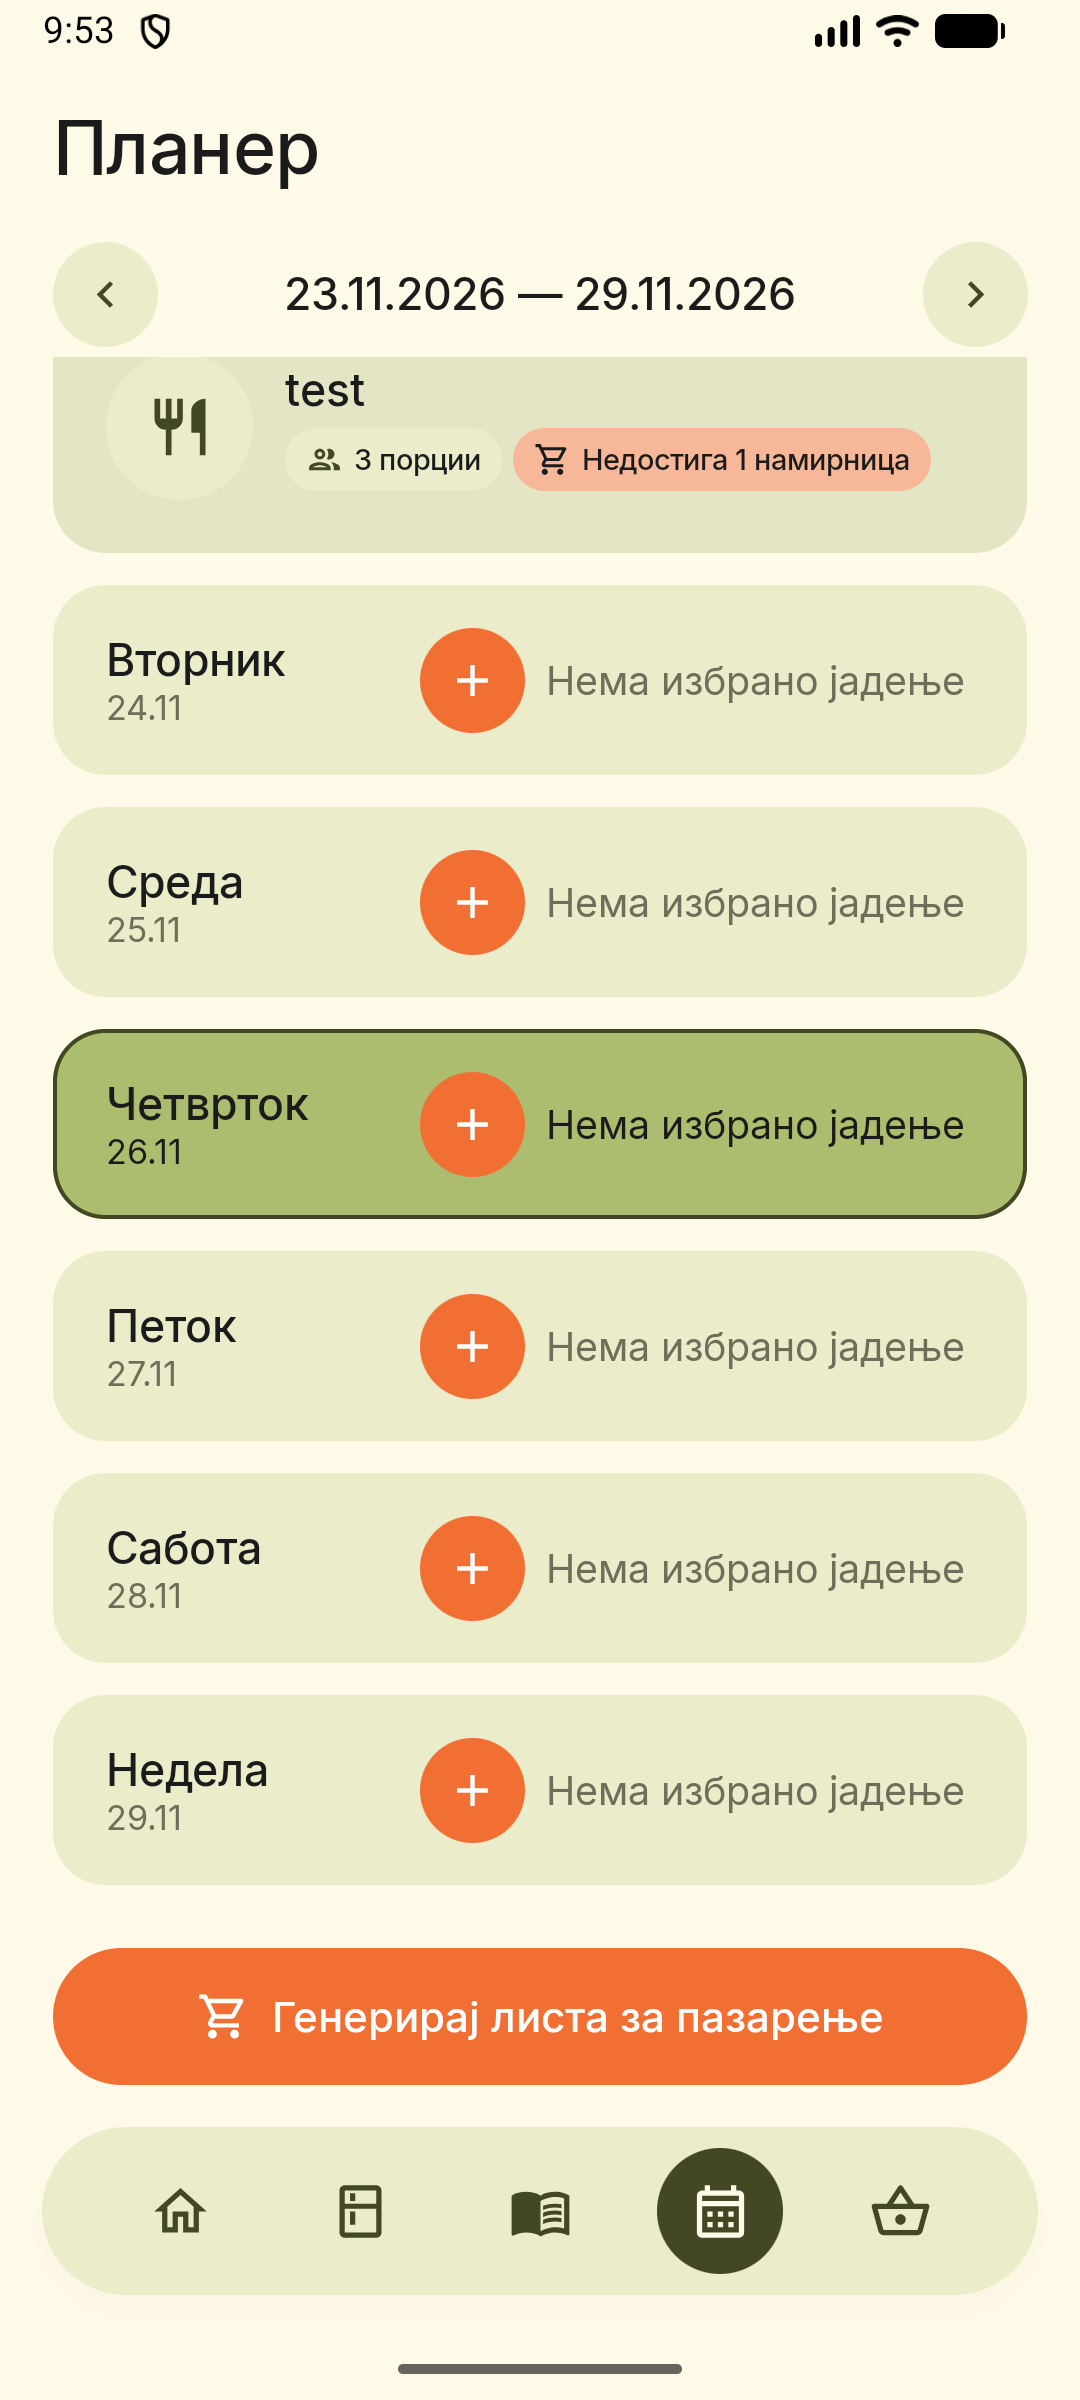 9:53
Планер
23.11.2026 — 29.11.2026
test
3 порции
Недостига 1 намирница
Вторник
24.11
Нема избрано јадење
Среда
25.11
Нема избрано јадење
Четврток
26.11
Нема избрано јадење
Петок
27.11
Нема избрано јадење
Сабота
28.11
Нема избрано јадење
Недела
29.11
Нема избрано јадење
Генерирај листа за пазарење